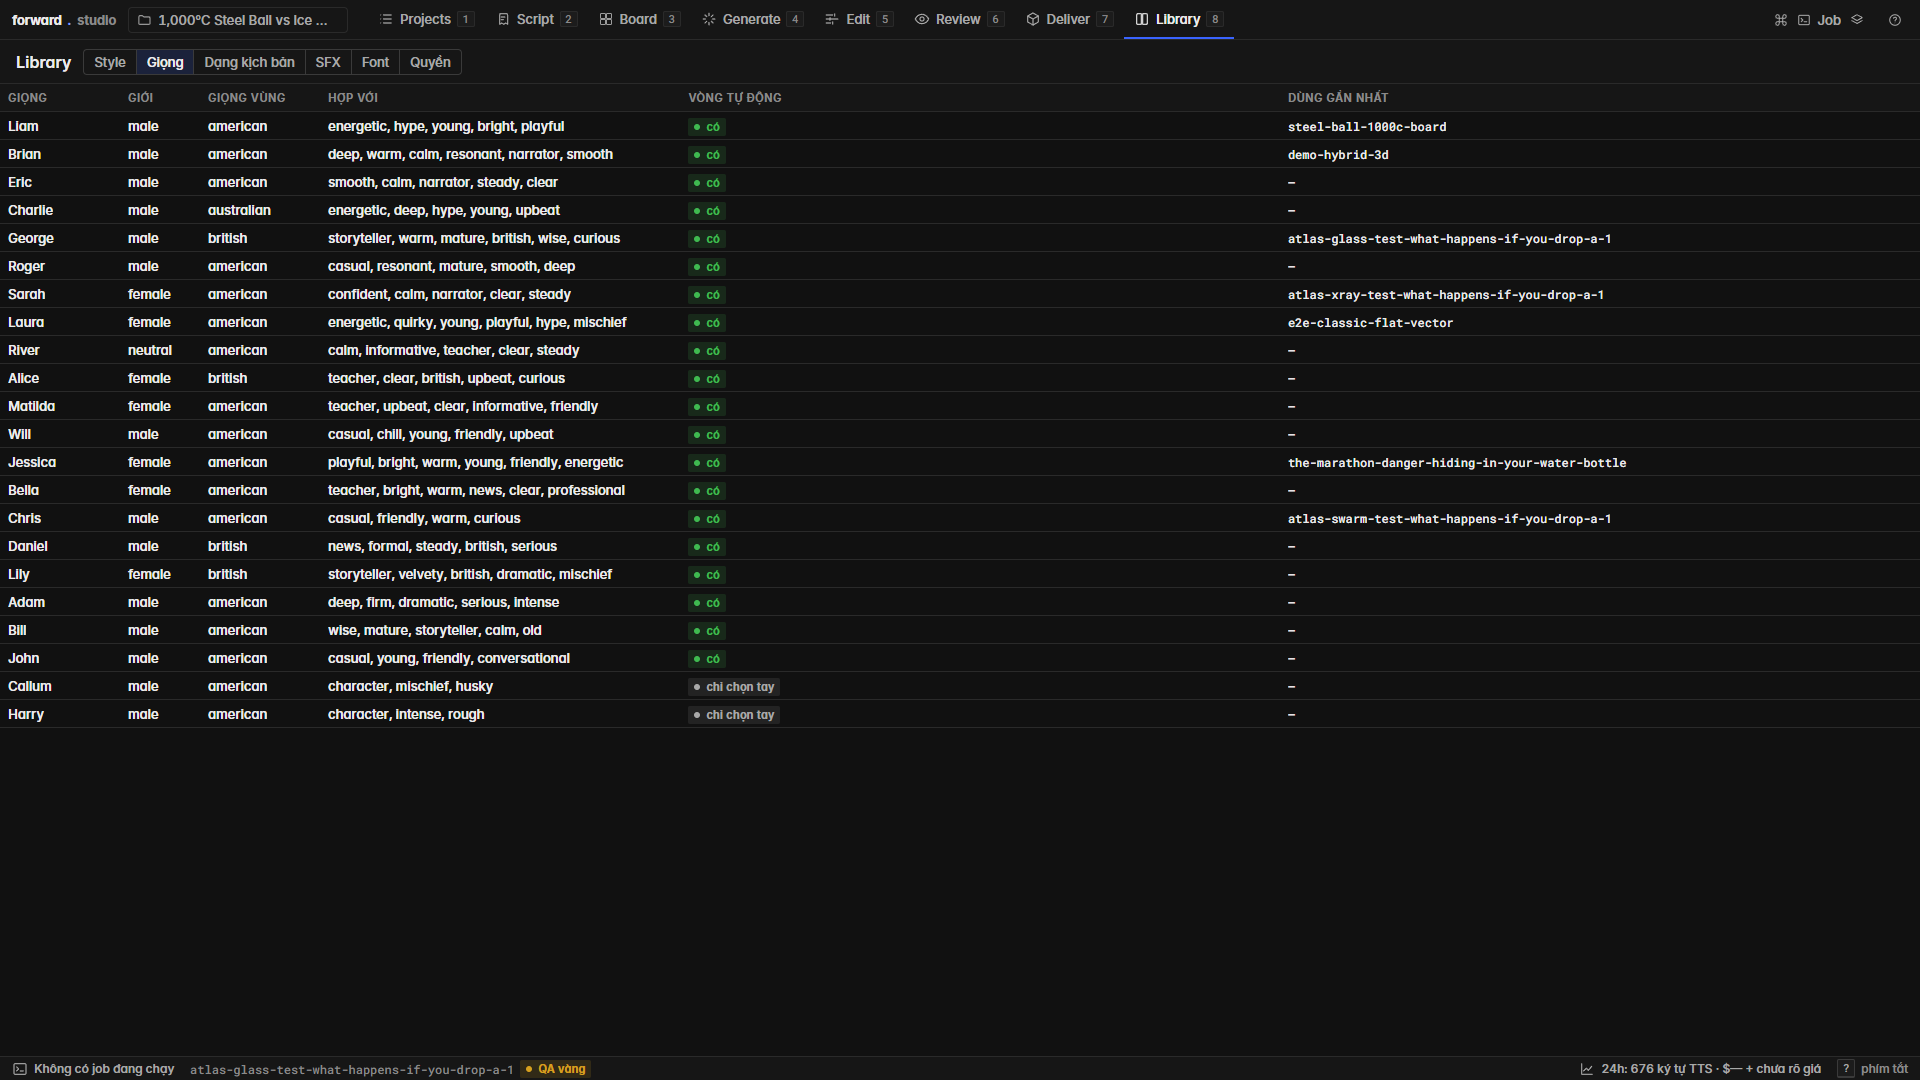 forward . studio 1,000°C Steel Ball vs Ice ... Projects 1 Script 2 Board 3 Generate 4 Edit 5 Review 6 Deliver 7 Library 8 Job
Library Style Giọng Dạng kịch bản SFX Font Quyền
GIỌNG GIỚI GIỌNG VÙNG HỢP VỚI VÒNG TỰ ĐỘNG DÙNG GẦN NHẤT
Liam male american energetic, hype, young, bright, playful có steel-ball-1000c-board
Brian male american deep, warm, calm, resonant, narrator, smooth có demo-hybrid-3d
Eric male american smooth, calm, narrator, steady, clear có –
Charlie male australian energetic, deep, hype, young, upbeat có –
George male british storyteller, warm, mature, british, wise, curious có atlas-glass-test-what-happens-if-you-drop-a-1
Roger male american casual, resonant, mature, smooth, deep có –
Sarah female american confident, calm, narrator, clear, steady có atlas-xray-test-what-happens-if-you-drop-a-1
Laura female american energetic, quirky, young, playful, hype, mischief có e2e-classic-flat-vector
River neutral american calm, informative, teacher, clear, steady có –
Alice female british teacher, clear, british, upbeat, curious có –
Matilda female american teacher, upbeat, clear, informative, friendly có –
Will male american casual, chill, young, friendly, upbeat có –
Jessica female american playful, bright, warm, young, friendly, energetic có the-marathon-danger-hiding-in-your-water-bottle
Bella female american teacher, bright, warm, news, clear, professional có –
Chris male american casual, friendly, warm, curious có atlas-swarm-test-what-happens-if-you-drop-a-1
Daniel male british news, formal, steady, british, serious có –
Lily female british storyteller, velvety, british, dramatic, mischief có –
Adam male american deep, firm, dramatic, serious, intense có –
Bill male american wise, mature, storyteller, calm, old có –
John male american casual, young, friendly, conversational có –
Callum male american character, mischief, husky chỉ chọn tay –
Harry male american character, intense, rough chỉ chọn tay –
Không có job đang chạy atlas-glass-test-what-happens-if-you-drop-a-1 QA vàng 24h: 676 ký tự TTS · $— + chưa rõ giá ? phím tắt